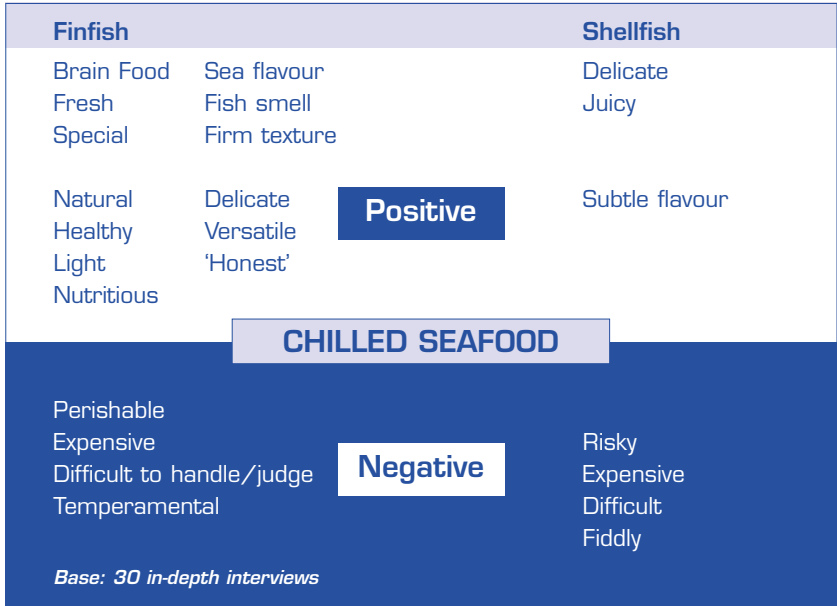 Finfish Shellfish
Brain Food Sea flavour Delicate
Fresh Fish smell Juicy
Special Firm texture
Natural Delicate Subtle flavour
Positive
Healthy Versatile
Light ‘Honest’
Nutritious
CHILLED SEAFOOD
Perishable
Expensive Risky
Negative
Difficult to handle/judge Expensive
Temperamental Difficult
Fiddly
Base: 30 in-depth interviews